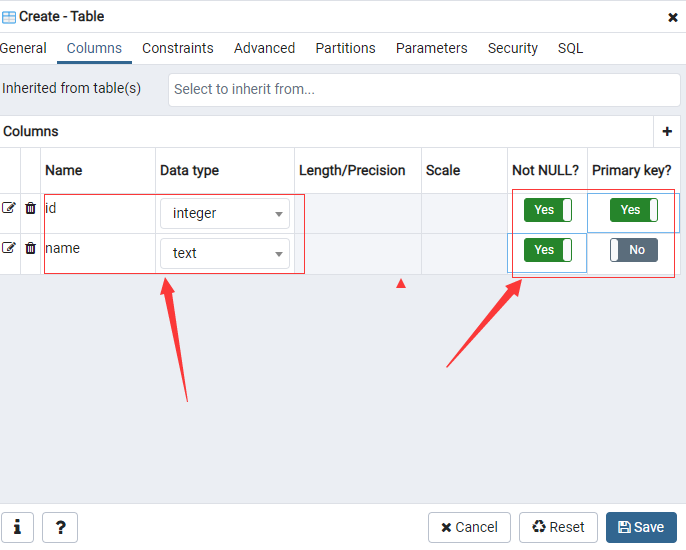 Create - Table
General Columns Constraints Advanced Partitions Parameters Security SQL
Inherited from table(s) Select to inherit from...
Columns
Name Data type Length/Precision Scale Not NULL? Primary key?
id integer Yes Yes
name text Yes No
i ? Cancel Reset Save